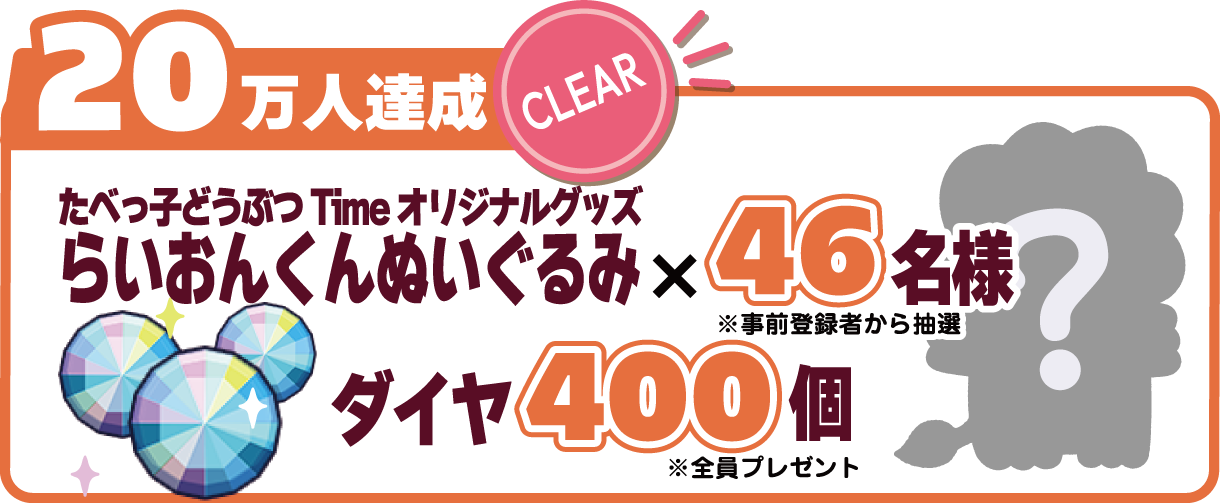 20万人達成
CLEAR
たべっ子どうぶつ Time オリジナルグッズ
らいおんくんぬいぐるみ×46名様
※事前登録者から抽選
ダイヤ400個
※全員プレゼント
?